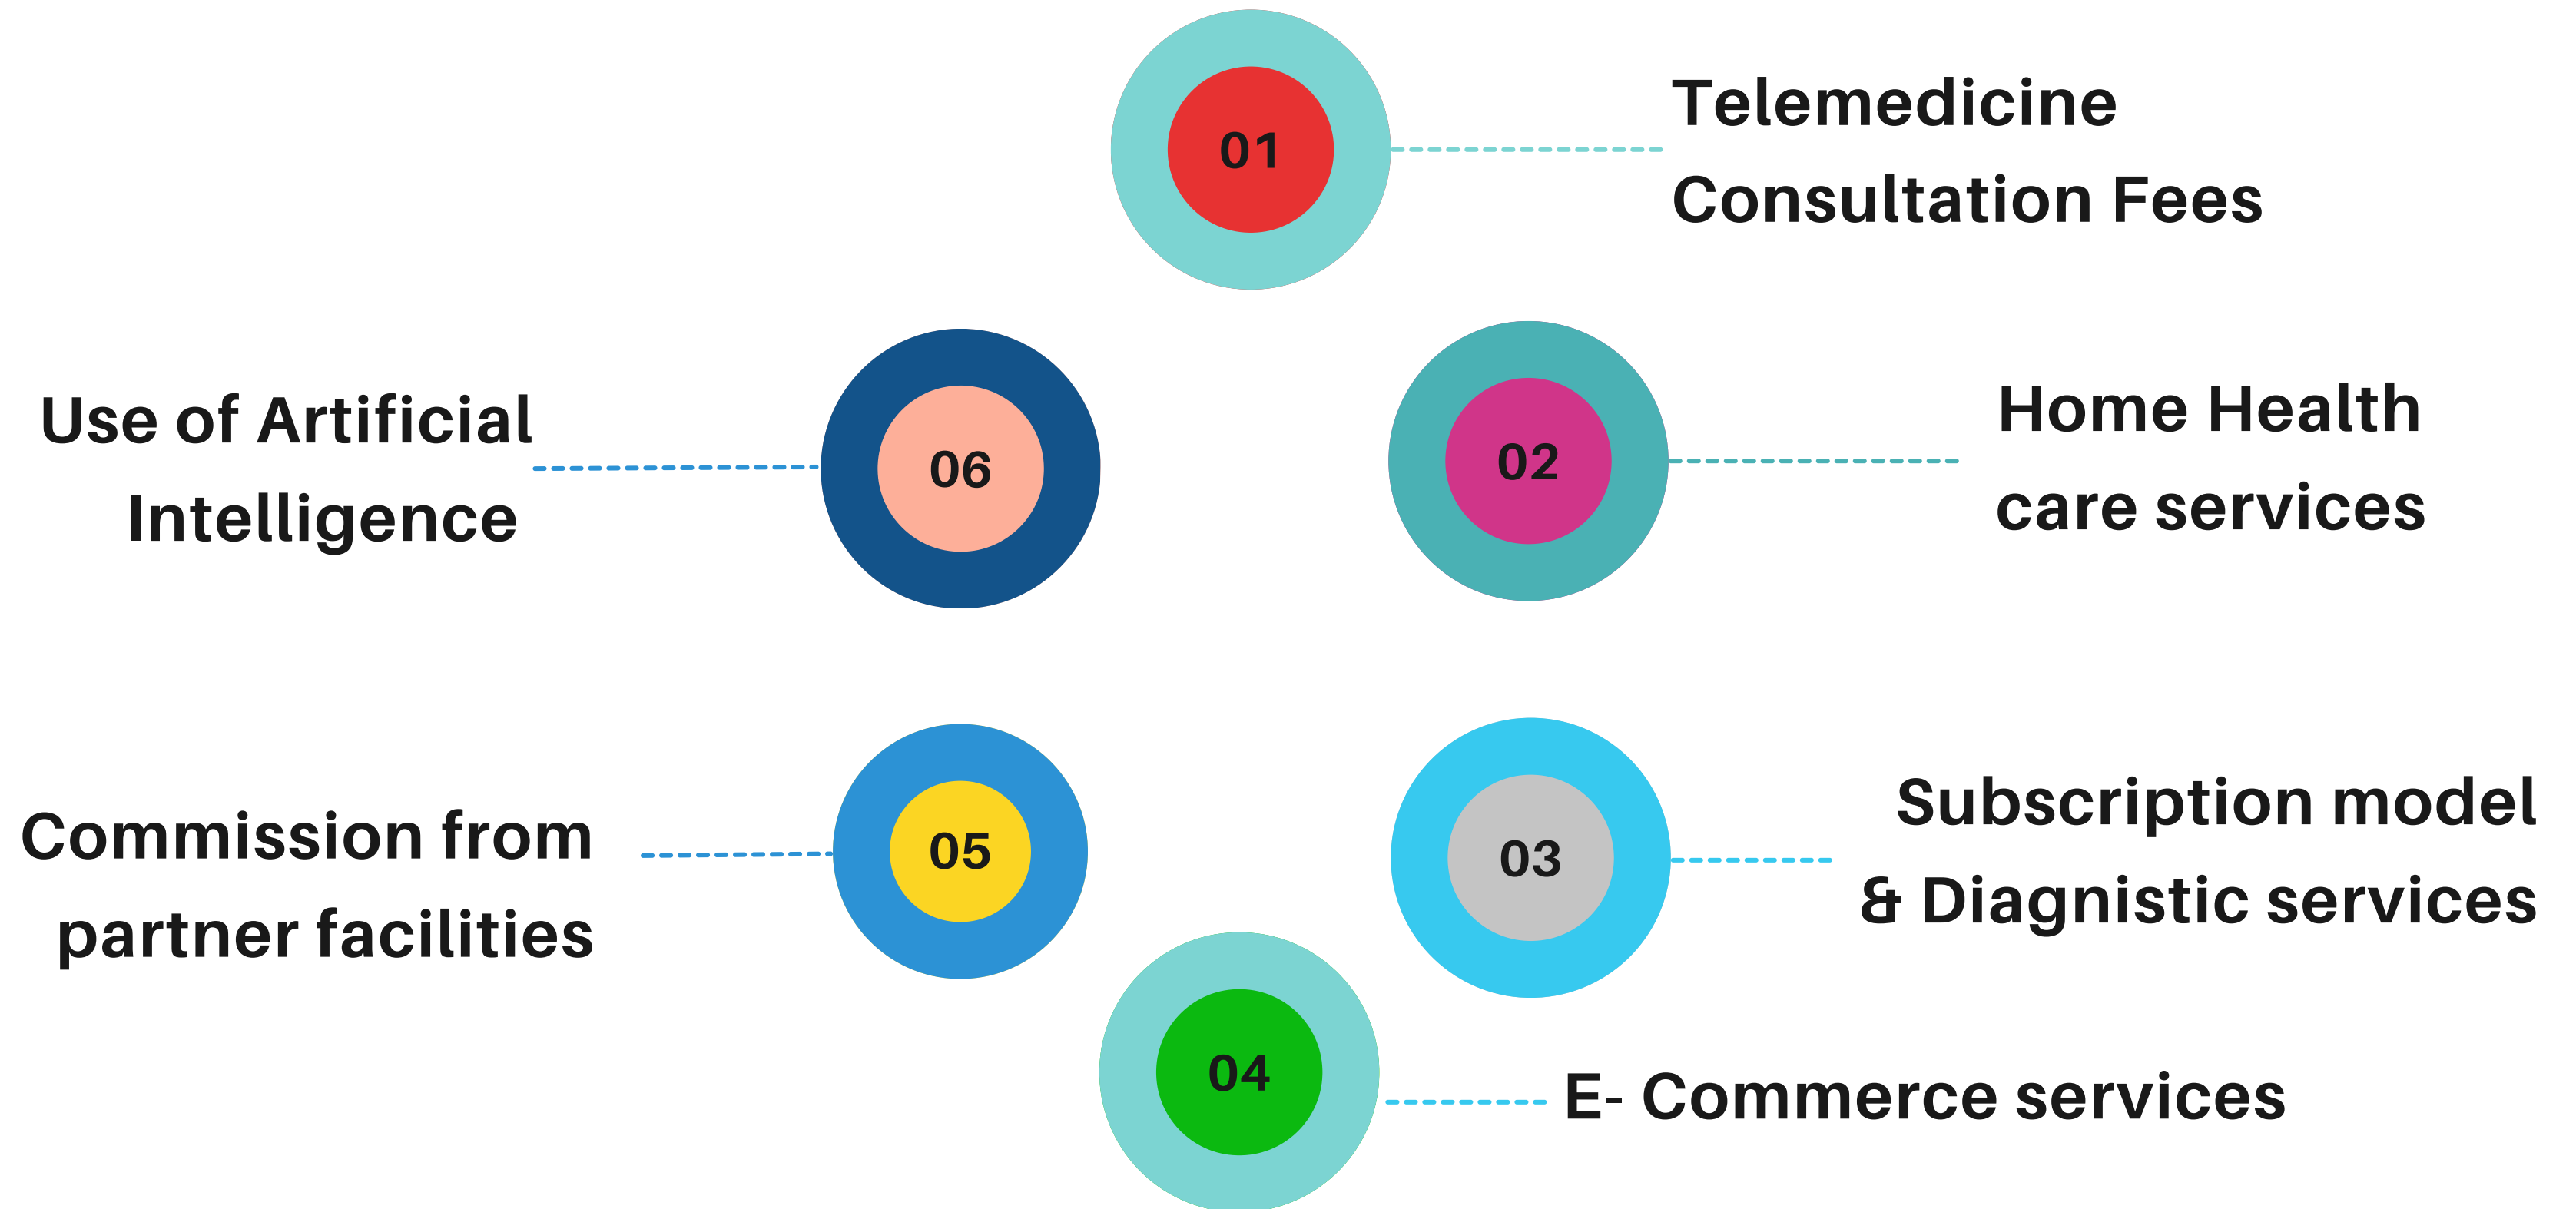 01
Telemedicine
Consultation Fees
02
Home Health
care services
03
Subscription model
& Diagnistic services
04
E- Commerce services
05
Commission from
partner facilities
06
Use of Artificial
Intelligence